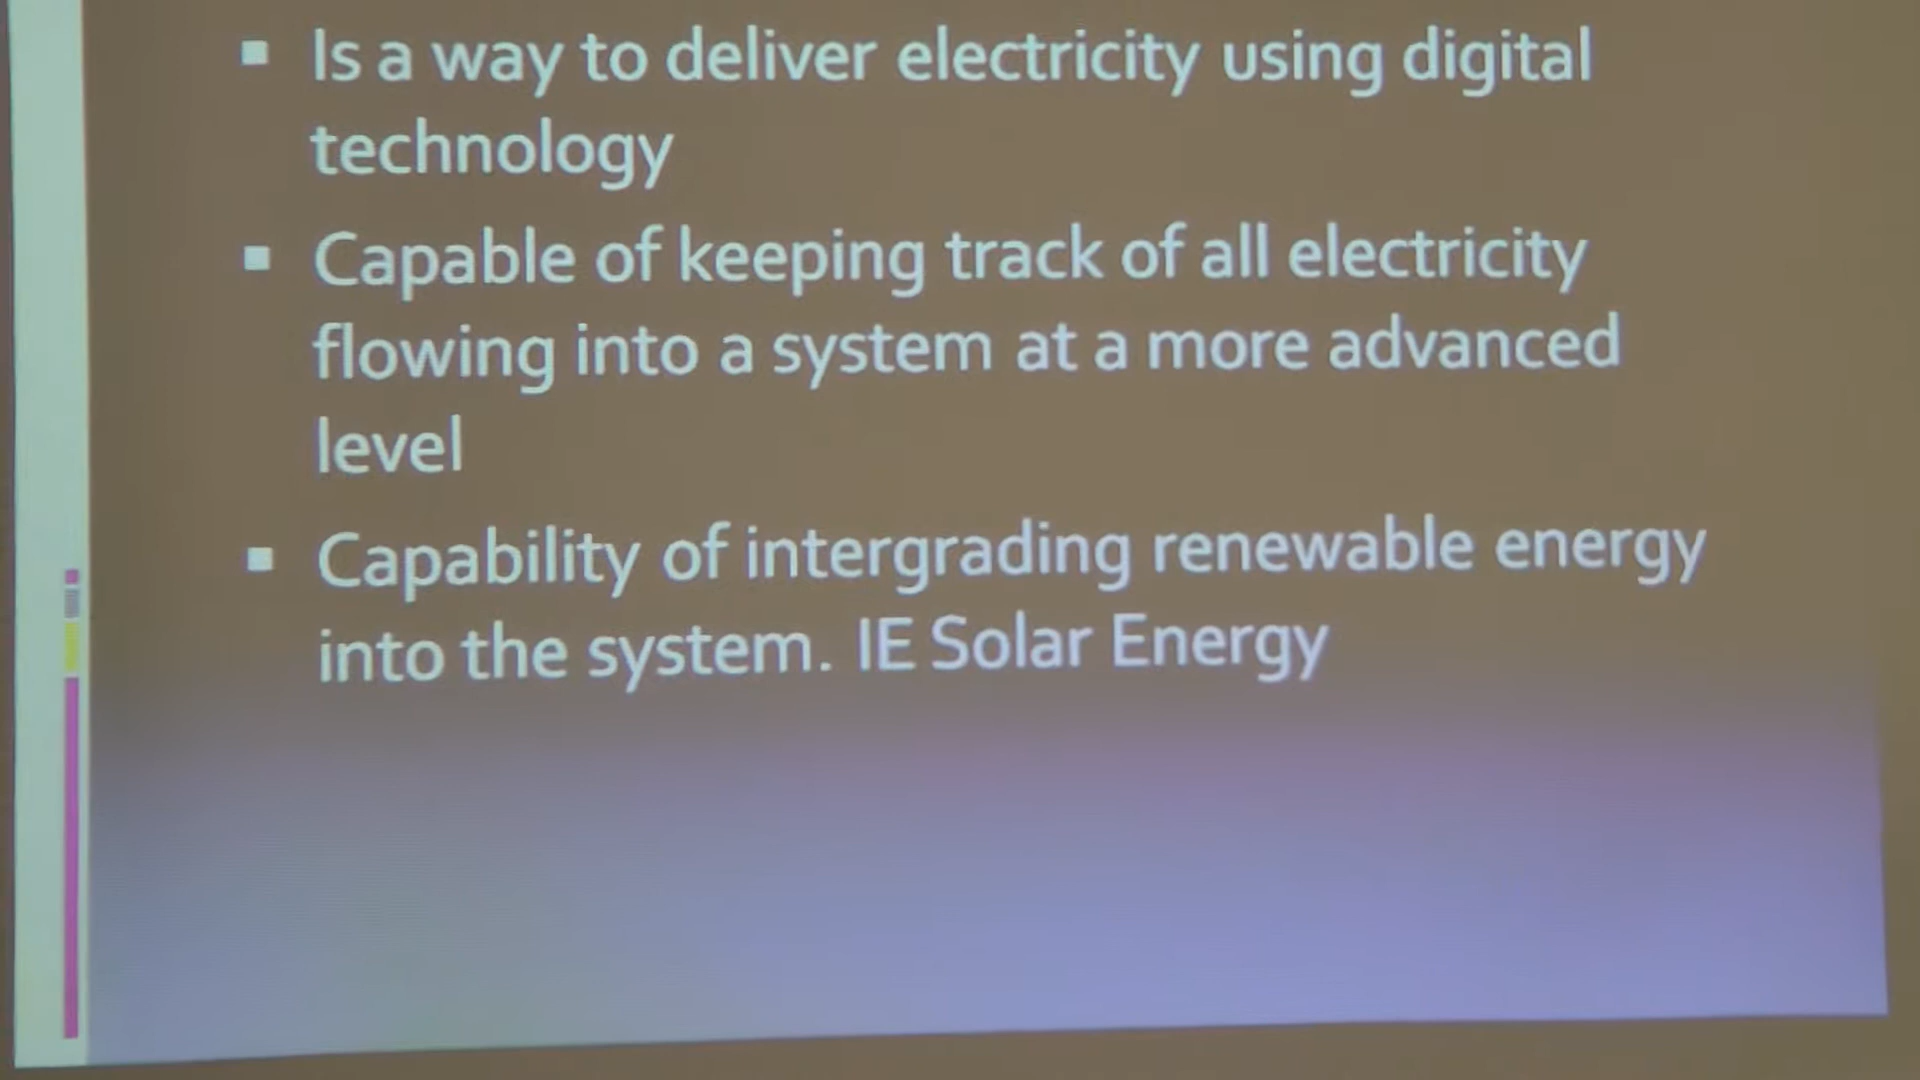 ▪ Is a way to deliver electricity using digital
technology
▪ Capable of keeping track of all electricity
flowing into a system at a more advanced
level
▪ Capability of intergrading renewable energy
into the system. IE Solar Energy